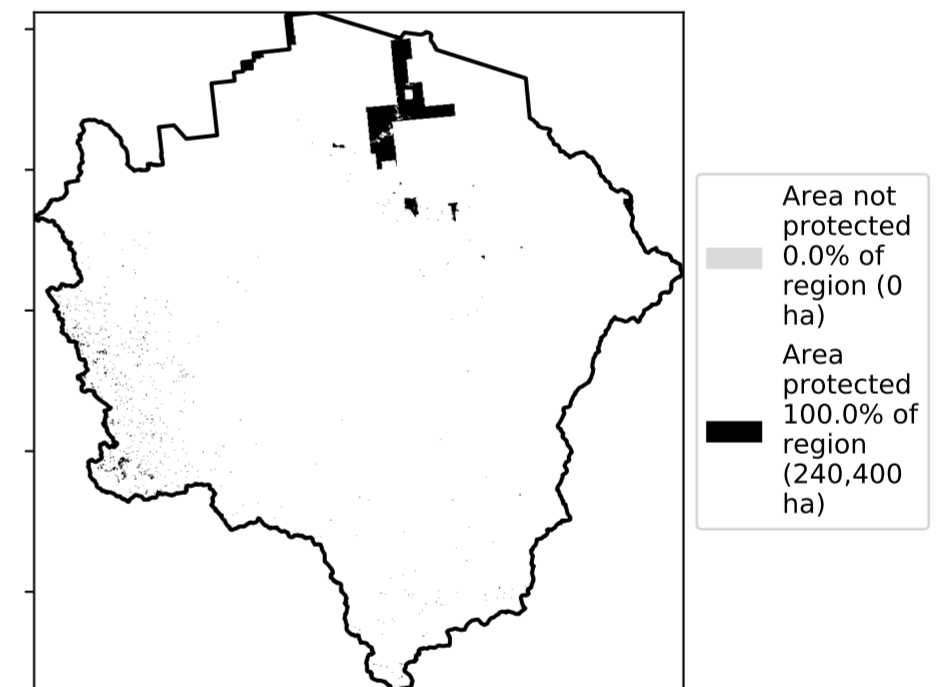 Area not
protected
0.0% of
region (0
ha)
Area
protected
100.0% of
region
(240,400
ha)